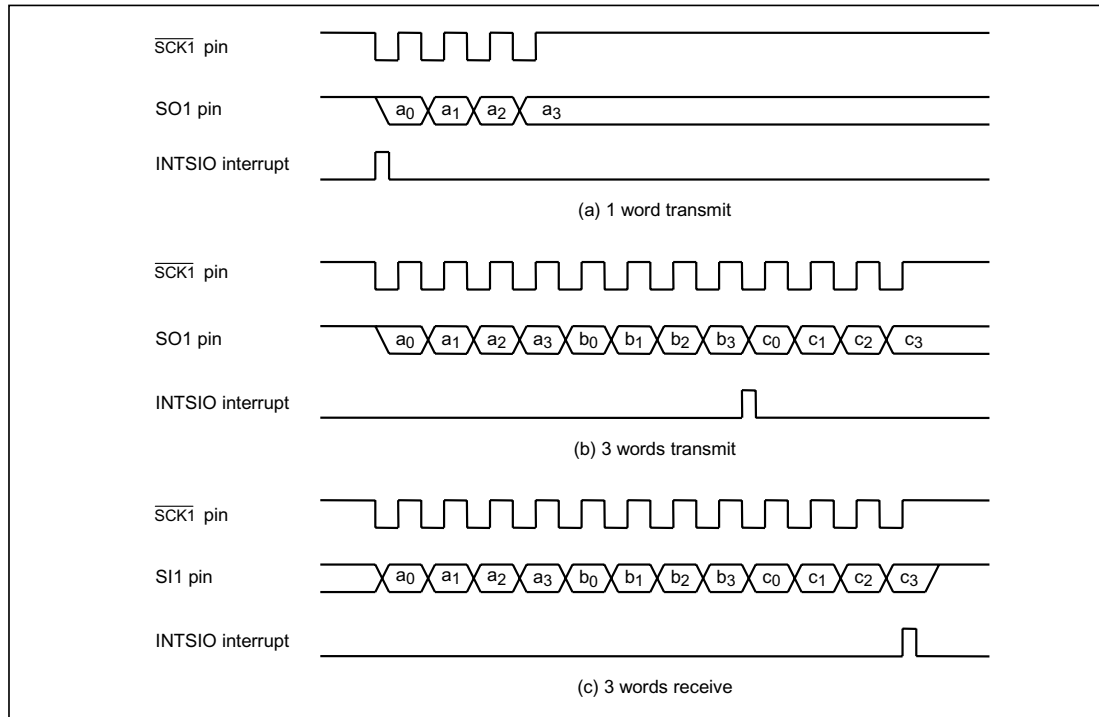 SCK1 pin
SO1 pin
a0 a1 a2 a3
INTSIO interrupt
(a) 1 word transmit
SCK1 pin
SO1 pin
a0 a1 a2 a3 b0 b1 b2 b3 c0 c1 c2 c3
INTSIO interrupt
(b) 3 words transmit
SCK1 pin
SI1 pin
a0 a1 a2 a3 b0 b1 b2 b3 c0 c1 c2 c3
INTSIO interrupt
(c) 3 words receive